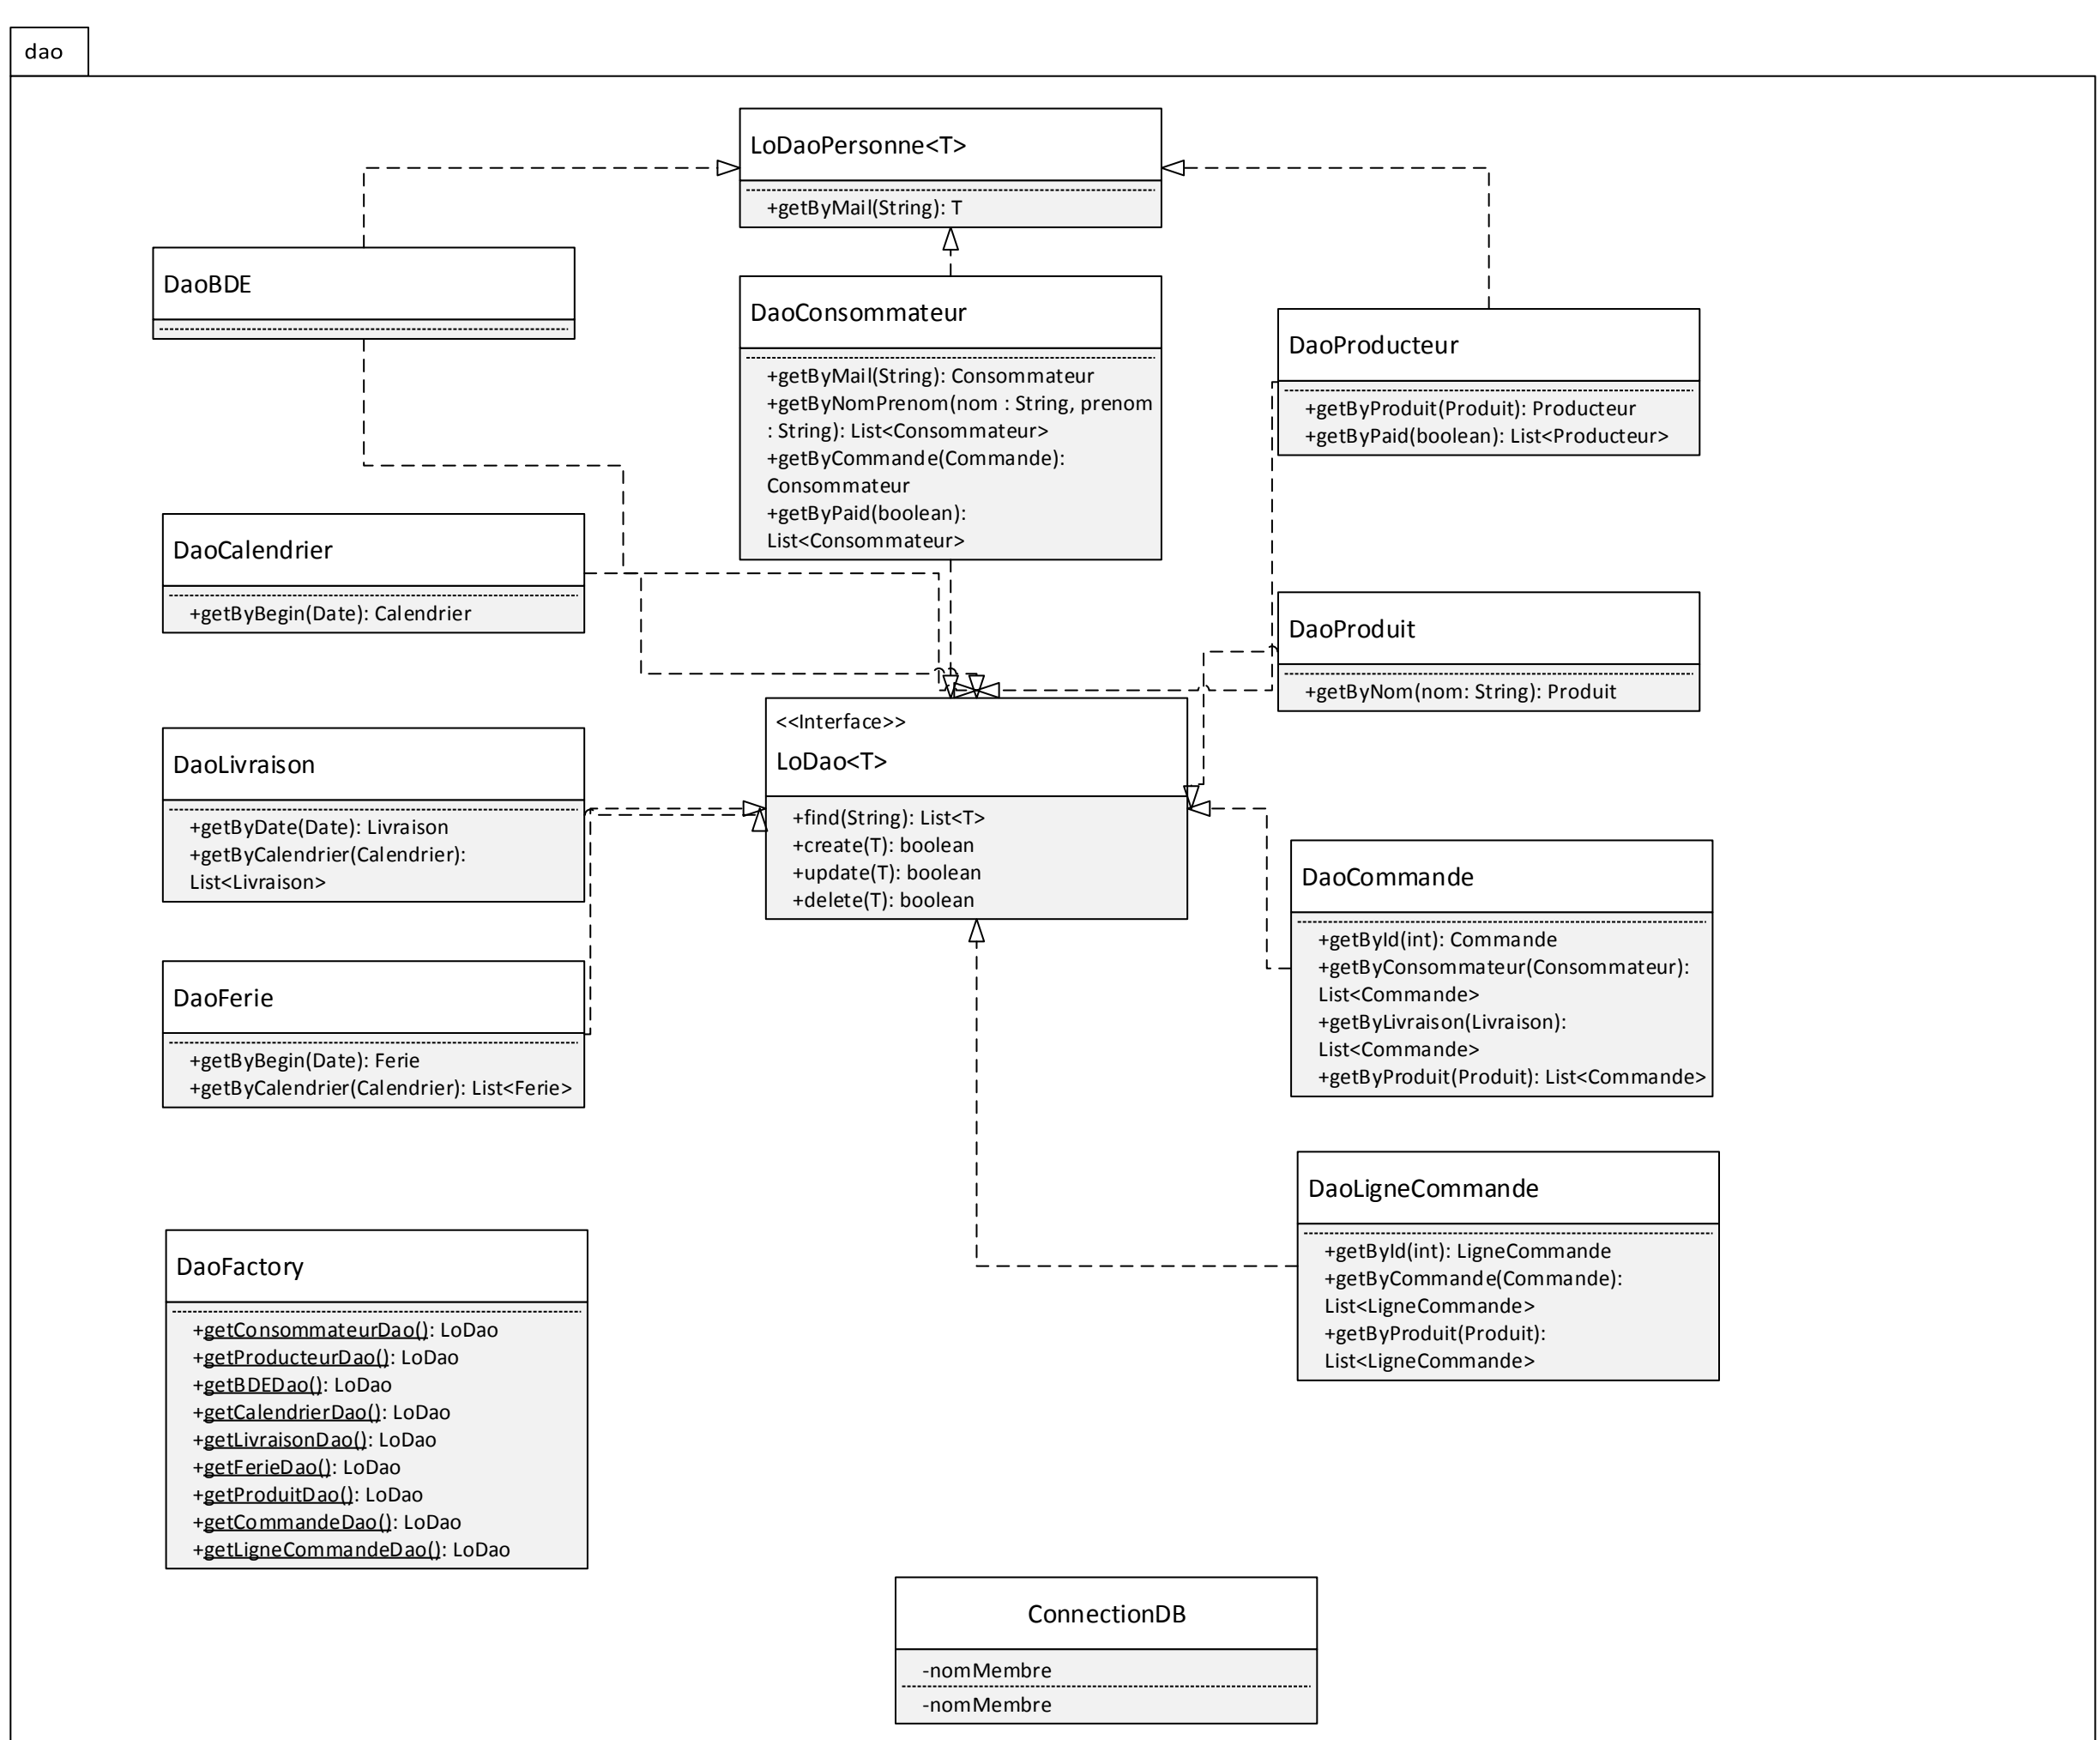 dao
LoDaoPersonne<T>
+getByMail(String): T
DaoBDE
DaoConsommateur
+getByMail(String): Consommateur
+getByNomPrenom(nom : String, prenom
: String): List<Consommateur>
+getByCommande(Commande):
Consommateur
+getByPaid(boolean):
List<Consommateur>
DaoProducteur
+getByProduit(Produit): Producteur
+getByPaid(boolean): List<Producteur>
DaoCalendrier
+getByBegin(Date): Calendrier
DaoProduit
+getByNom(nom: String): Produit
<<Interface>>
LoDao<T>
+find(String): List<T>
+create(T): boolean
+update(T): boolean
+delete(T): boolean
DaoLivraison
+getByDate(Date): Livraison
+getByCalendrier(Calendrier):
List<Livraison>
DaoCommande
+getById(int): Commande
+getByConsommateur(Consommateur):
List<Commande>
+getByLivraison(Livraison):
List<Commande>
+getByProduit(Produit): List<Commande>
DaoFerie
+getByBegin(Date): Ferie
+getByCalendrier(Calendrier): List<Ferie>
DaoLigneCommande
+getById(int): LigneCommande
+getByCommande(Commande):
List<LigneCommande>
+getByProduit(Produit):
List<LigneCommande>
DaoFactory
+getConsommateurDao(): LoDao
+getProducteurDao(): LoDao
+getBDEDao(): LoDao
+getCalendrierDao(): LoDao
+getLivraisonDao(): LoDao
+getFerieDao(): LoDao
+getProduitDao(): LoDao
+getCommandeDao(): LoDao
+getLigneCommandeDao(): LoDao
ConnectionDB
-nomMembre
-nomMembre